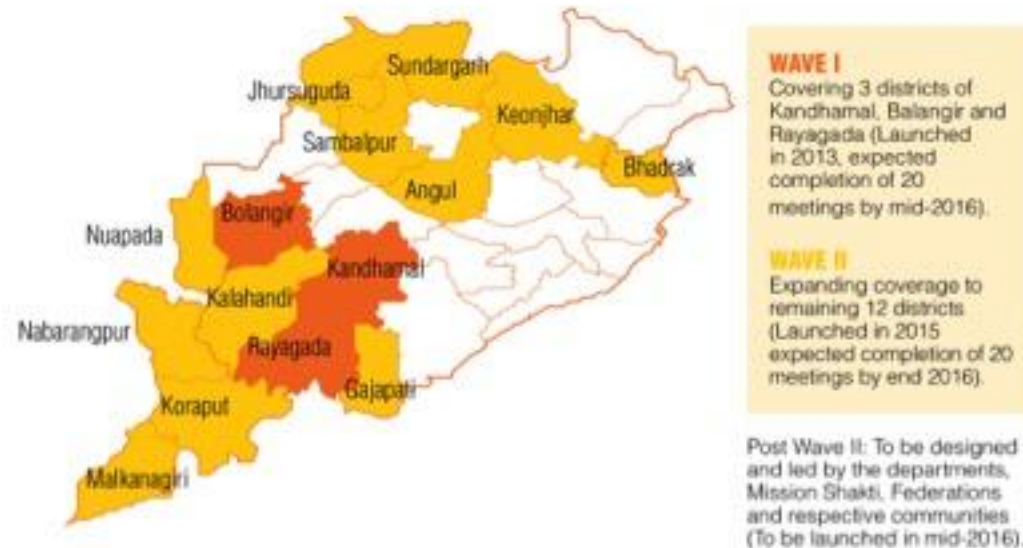 Sundargarh
Jhursuguda
Keonjhar
Sambalpur
Bhadrak
Angul
Bolangir
Nuapada
Kandhamal
Kalahandi
Nabarangpur
Rayagada
Gajapati
Koraput
Malkanagiri
WAVE I
Covering 3 districts of
Kandhamal, Balangir and
Rayagada (Launched
in 2013, expected
completion of 20
meetings by mid-2016).
WAVE II
Expanding coverage to
remaining 12 districts
(Launched in 2015
expected completion of 20
meetings by end 2016).
Post Wave II: To be designed
and led by the departments,
Mission Shakti, Federations
and respective communities
(To be launched in mid-2016).